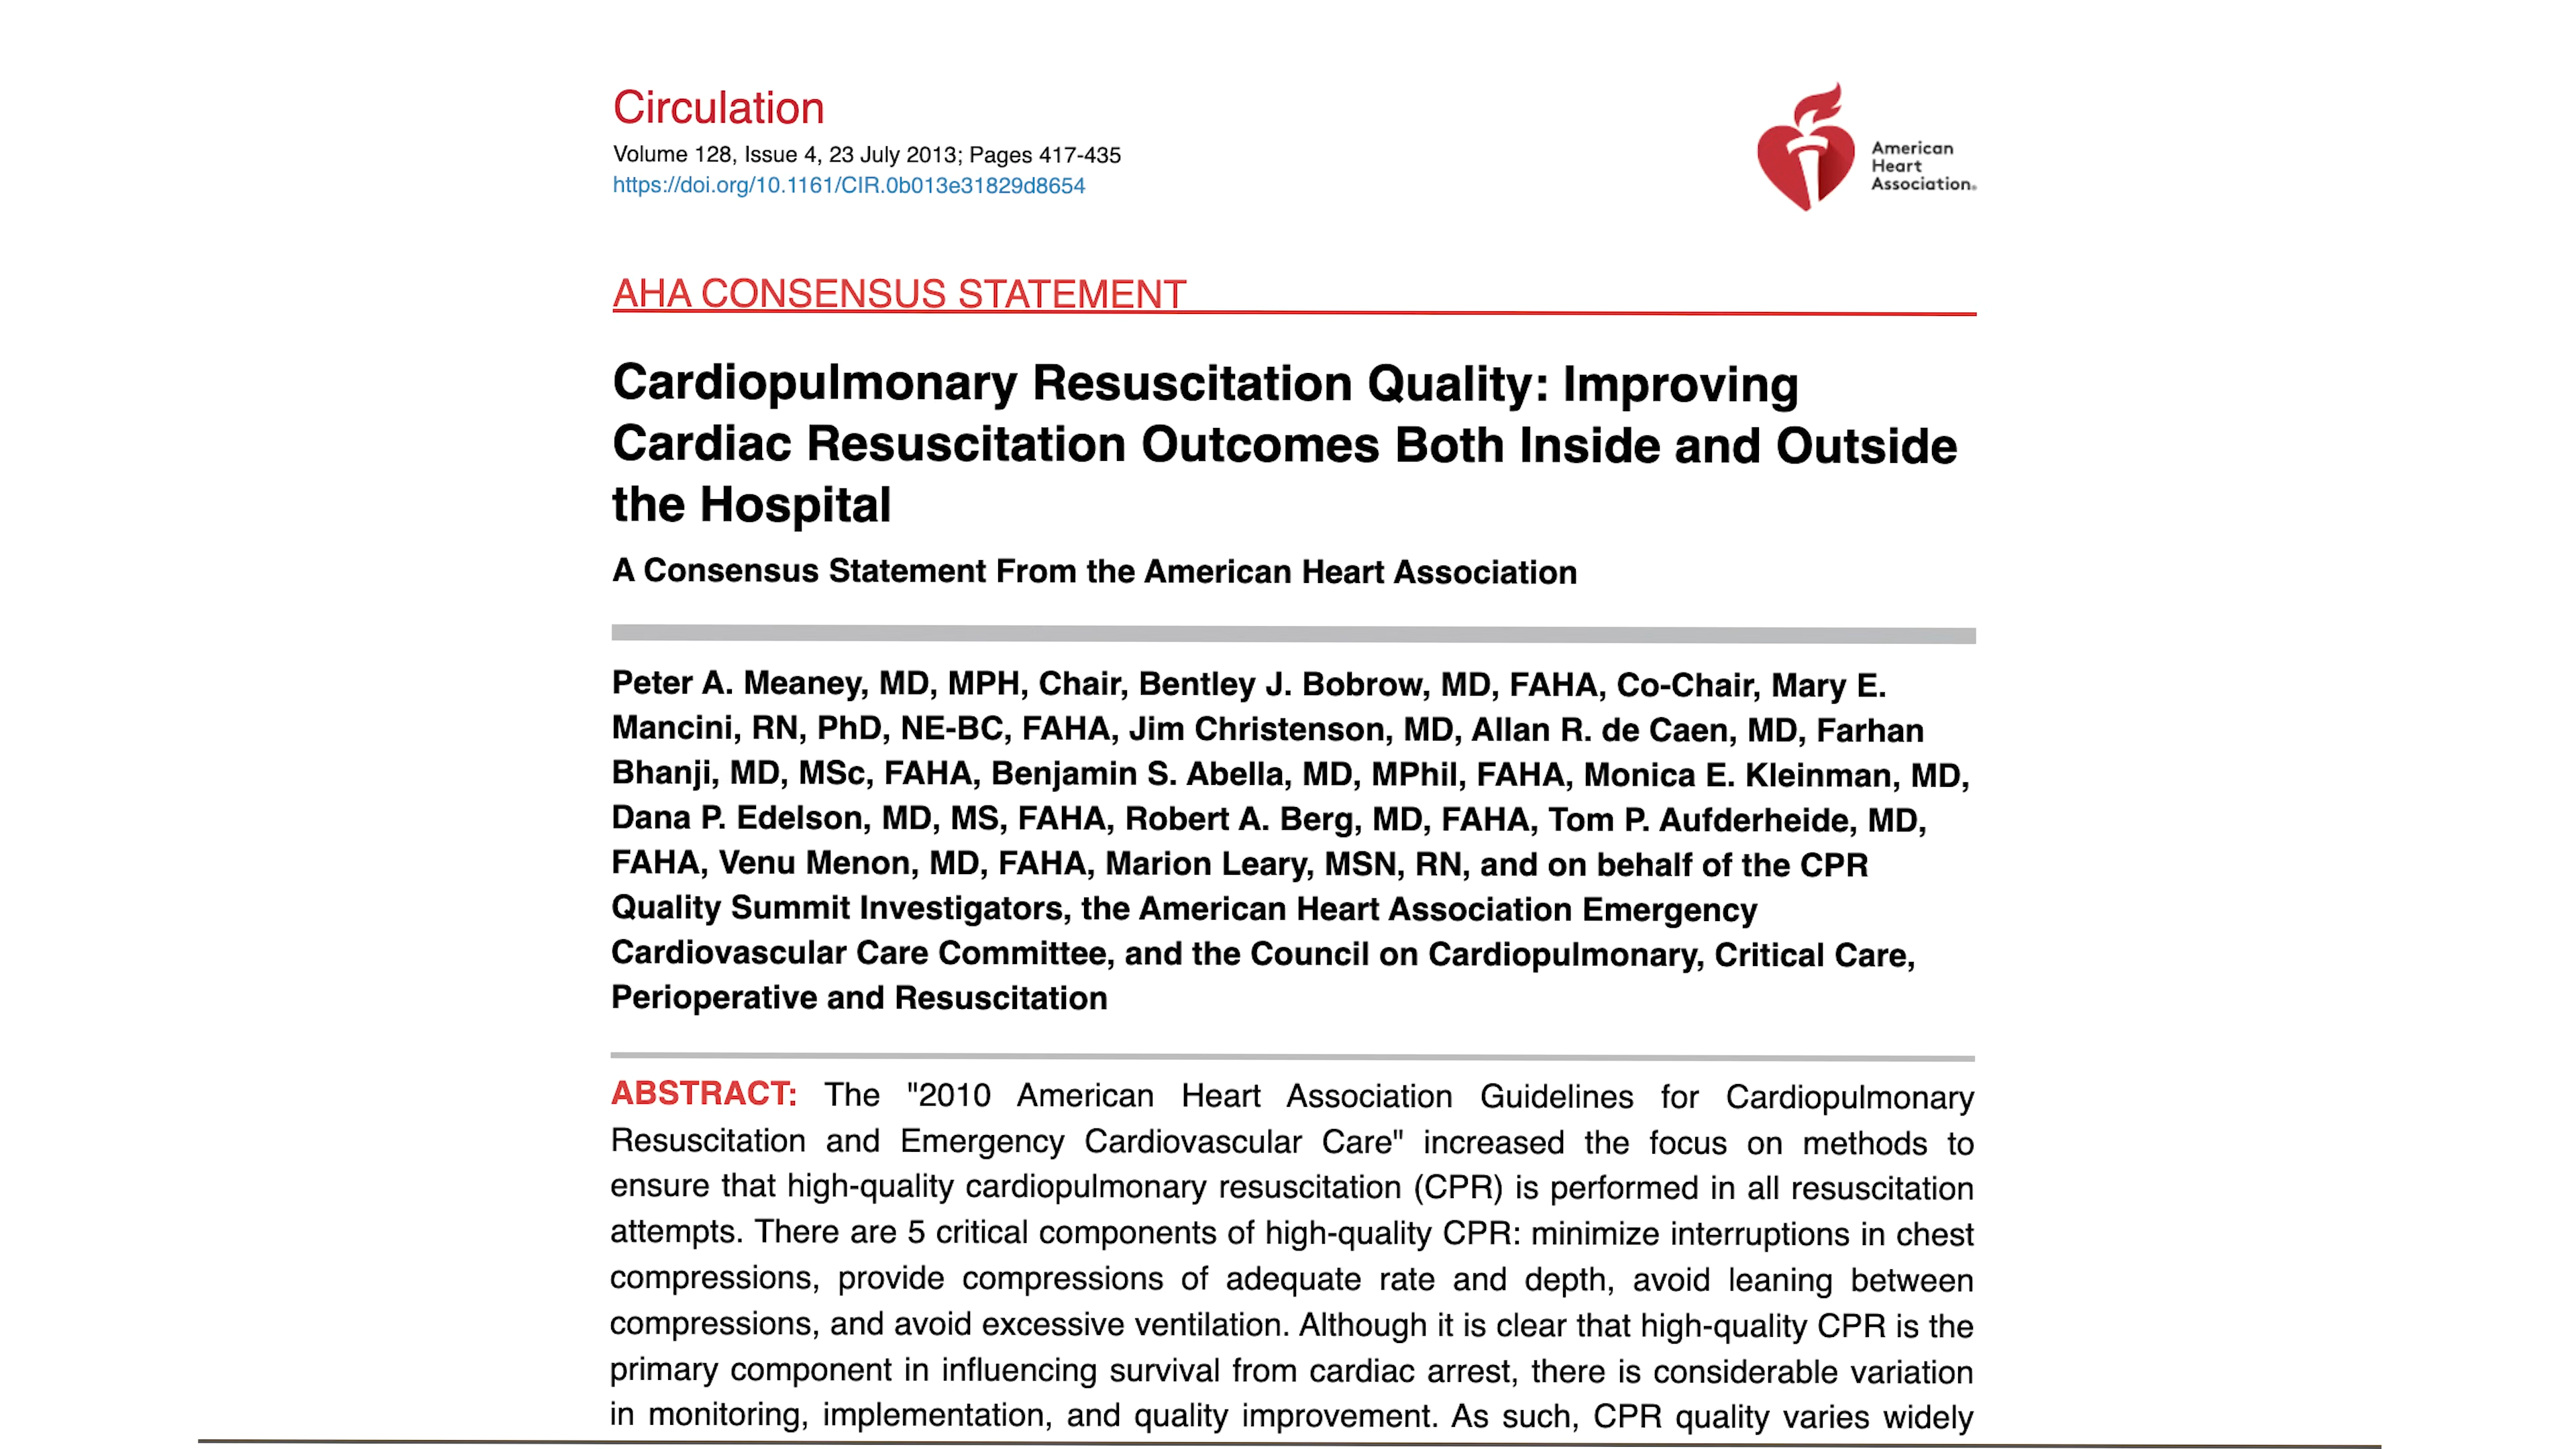 Circulation
Volume 128, Issue 4, 23 July 2013; Pages 417-435
https://doi.org/10.1161/CIR.0b013e31829d8654
American
Heart
Association®
AHA CONSENSUS STATEMENT
Cardiopulmonary Resuscitation Quality: Improving
Cardiac Resuscitation Outcomes Both Inside and Outside
the Hospital
A Consensus Statement From the American Heart Association
Peter A. Meaney, MD, MPH, Chair, Bentley J. Bobrow, MD, FAHA, Co-Chair, Mary E.
Mancini, RN, PhD, NE-BC, FAHA, Jim Christenson, MD, Allan R. de Caen, MD, Farhan
Bhanji, MD, MSc, FAHA, Benjamin S. Abella, MD, MPhil, FAHA, Monica E. Kleinman, MD,
Dana P. Edelson, MD, MS, FAHA, Robert A. Berg, MD, FAHA, Tom P. Aufderheide, MD,
FAHA, Venu Menon, MD, FAHA, Marion Leary, MSN, RN, and on behalf of the CPR
Quality Summit Investigators, the American Heart Association Emergency
Cardiovascular Care Committee, and the Council on Cardiopulmonary, Critical Care,
Perioperative and Resuscitation
ABSTRACT: The "2010 American Heart Association Guidelines for Cardiopulmonary
Resuscitation and Emergency Cardiovascular Care" increased the focus on methods to
ensure that high-quality cardiopulmonary resuscitation (CPR) is performed in all resuscitation
attempts. There are 5 critical components of high-quality CPR: minimize interruptions in chest
compressions, provide compressions of adequate rate and depth, avoid leaning between
compressions, and avoid excessive ventilation. Although it is clear that high-quality CPR is the
primary component in influencing survival from cardiac arrest, there is considerable variation
in monitoring, implementation, and quality improvement. As such, CPR quality varies widely